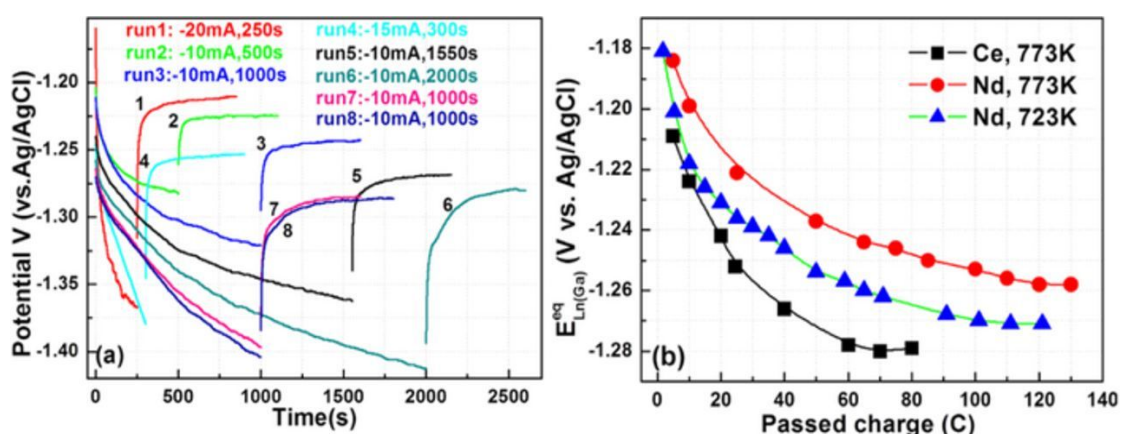 run1: -20mA,250s
run2: -10mA,500s
run3:-10mA,1000s
run4:-15mA,300s
run5:-10mA,1550s
run6:-10mA,2000s
run7:-10mA,1000s
run8:-10mA,1000s
Potential V (vs.Ag/AgCl)
-1.20
-1.25
-1.30
-1.35
-1.40
1
2
3
4
5
6
7
8
(a)
0 500 1000 1500 2000 2500
Time(s)
Ce, 773K
Nd, 773K
Nd, 723K
E^eq_Ln(Ga) (V vs. Ag/AgCl)
-1.18
-1.20
-1.22
-1.24
-1.26
-1.28
(b)
0 20 40 60 80 100 120 140
Passed charge (C)